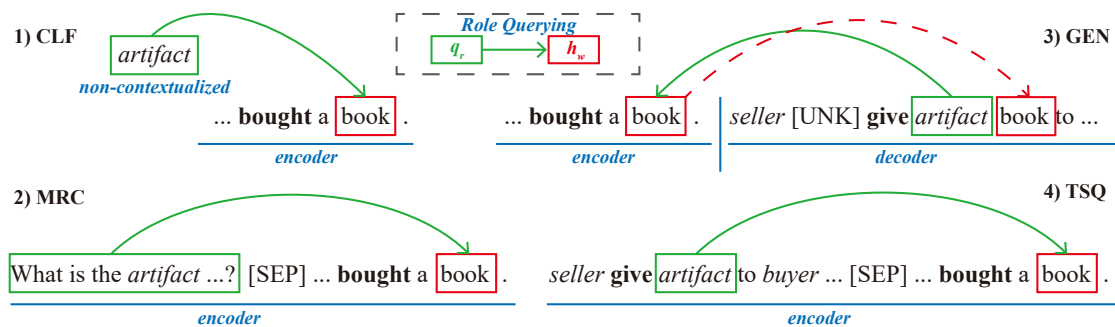 1) CLF
artifact
non-contextualized
... bought a book .
encoder
Role Querying
q_r h_w
3) GEN
... bought a book . seller [UNK] give artifact book to ...
encoder decoder
2) MRC
What is the artifact ...? [SEP] ... bought a book .
encoder
4) TSQ
seller give artifact to buyer ... [SEP] ... bought a book .
encoder